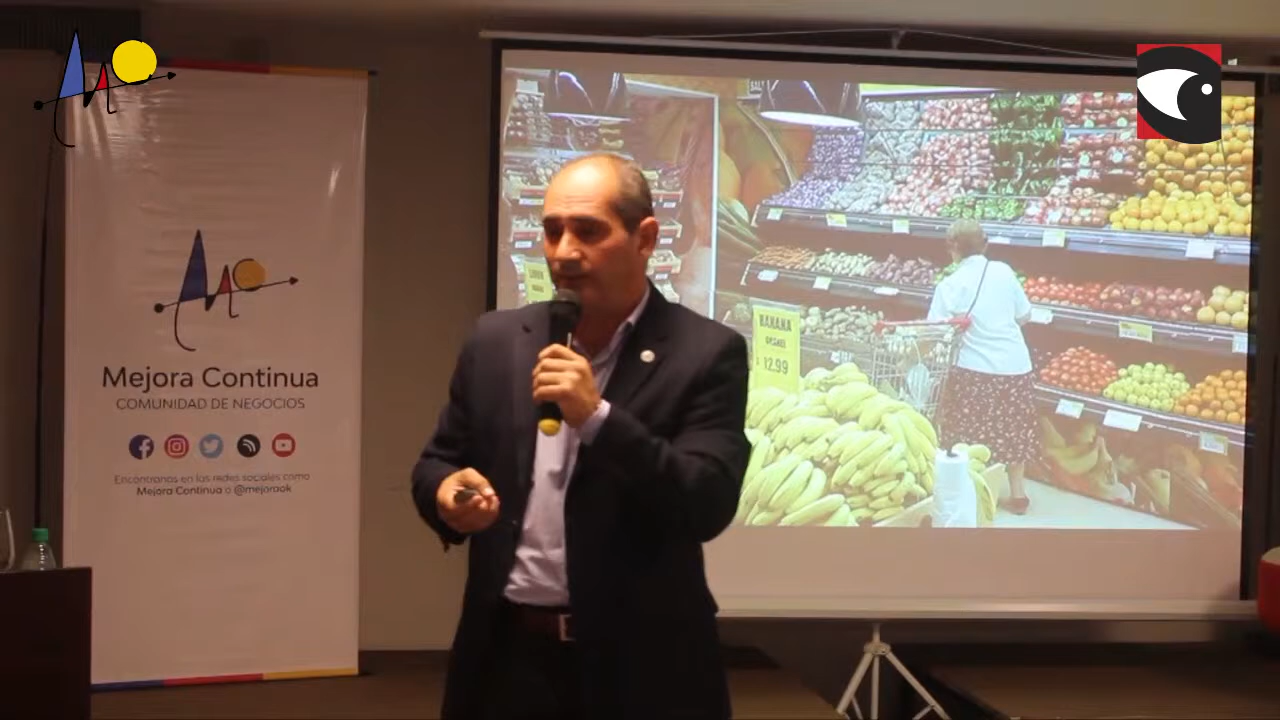 Mejora Continua
COMUNIDAD DE NEGOCIOS
Encontranos en las redes sociales como
Mejora Continua o @mejoraok
BANANA
12.99